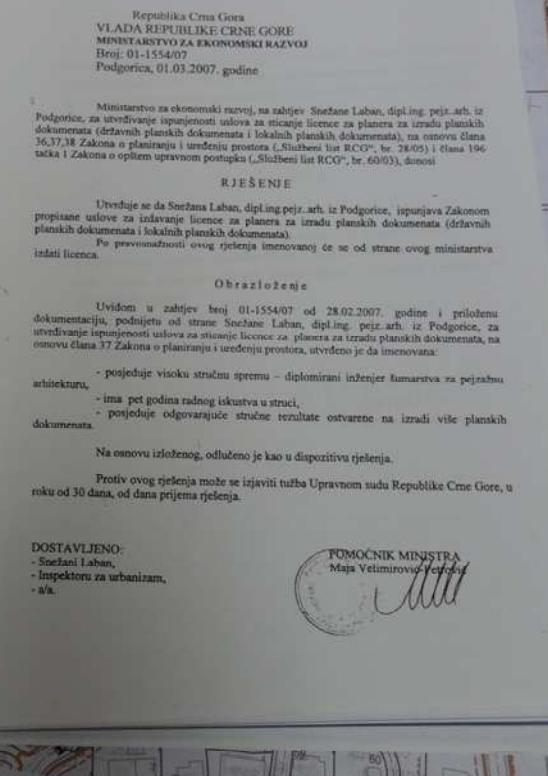 Republika Crna Gora
VLADA REPUBLIKE CRNE GORE
MINISTARSTVO ZA EKONOMSKI RAZVOJ
Broj: 01-1554/07
Podgorica, 01.03.2007. godine
Ministarstvo za ekonomski razvoj, na zahtjev Snežane Laban, dipl.ing. pejz. arh. iz
Podgorice, za utvrđivanje ispunjenosti uslova za sticanje licence za planera za izradu planskih
dokumenata (državnih planskih dokumenata i lokalnih planskih dokumenata), na osnovu člana
36,37,38 Zakona o planiranju i uređenju prostora („Službeni list RCG“, br. 28/05) i člana 196
tačka 1 Zakona o opštem upravnom postupku („Službeni list RCG“, br. 60/03), donosi
RJEŠENJE
Utvrđuje se da Snežana Laban, dipl.ing.pejz. arh. iz Podgorice, ispunjava Zakonom
propisane uslove za izdavanje licence za planera za izradu planskih dokumenata (državnih
planskih dokumenata i lokalnih planskih dokumenata).
Po pravosnažnosti ovog rješenja imenovanoj će se od strane ovog ministarstva
izdati licenca.
Obrazloženje
Uvidom u zahtjev broj 01-1554/07 od 28.02.2007. godine i priloženu
dokumentaciju, podnijetu od strane Snežane Laban, dipl.ing. pejz. arh. iz Podgorice, za
utvrđivanje ispunjenosti uslova za sticanje licence za planera za izradu planskih dokumenata, na
osnovu člana 37 Zakona o planiranju i uređenju prostora, utvrđeno je da imenovana:
- posjeduje visoku stručnu spremu – diplomirani inženjer šumarstva za pejzažnu
arhitekturu,
- ima pet godina radnog iskustva u struci,
- posjeduje odgovarajuće stručne rezultate ostvarene na izradi više planskih
dokumenata.
Na osnovu izloženog, odlučeno je kao u dispozitivu rješenja.
Protiv ovog rješenja može se izjaviti tužba Upravnom sudu Republike Crne Gore, u
roku od 30 dana, od dana prijema rješenja.
DOSTAVLJENO:
- Snežani Laban,
- Inspektoru za urbanizam,
- a/a.
POMOĆNIK MINISTRA
Maja Velimirović-Petrović
60